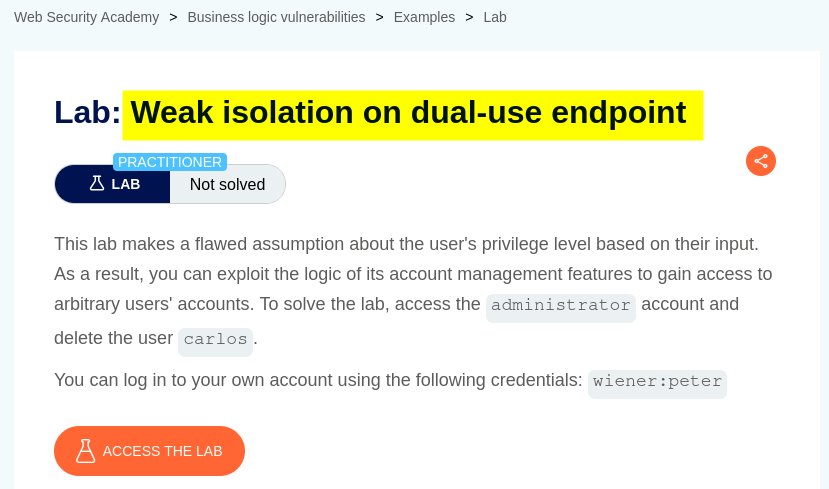 Web Security Academy > Business logic vulnerabilities > Examples > Lab
Lab: Weak isolation on dual-use endpoint
PRACTITIONER
LAB Not solved
This lab makes a flawed assumption about the user's privilege level based on their input.
As a result, you can exploit the logic of its account management features to gain access to
arbitrary users' accounts. To solve the lab, access the administrator account and
delete the user carlos.
You can log in to your own account using the following credentials: wiener:peter
ACCESS THE LAB